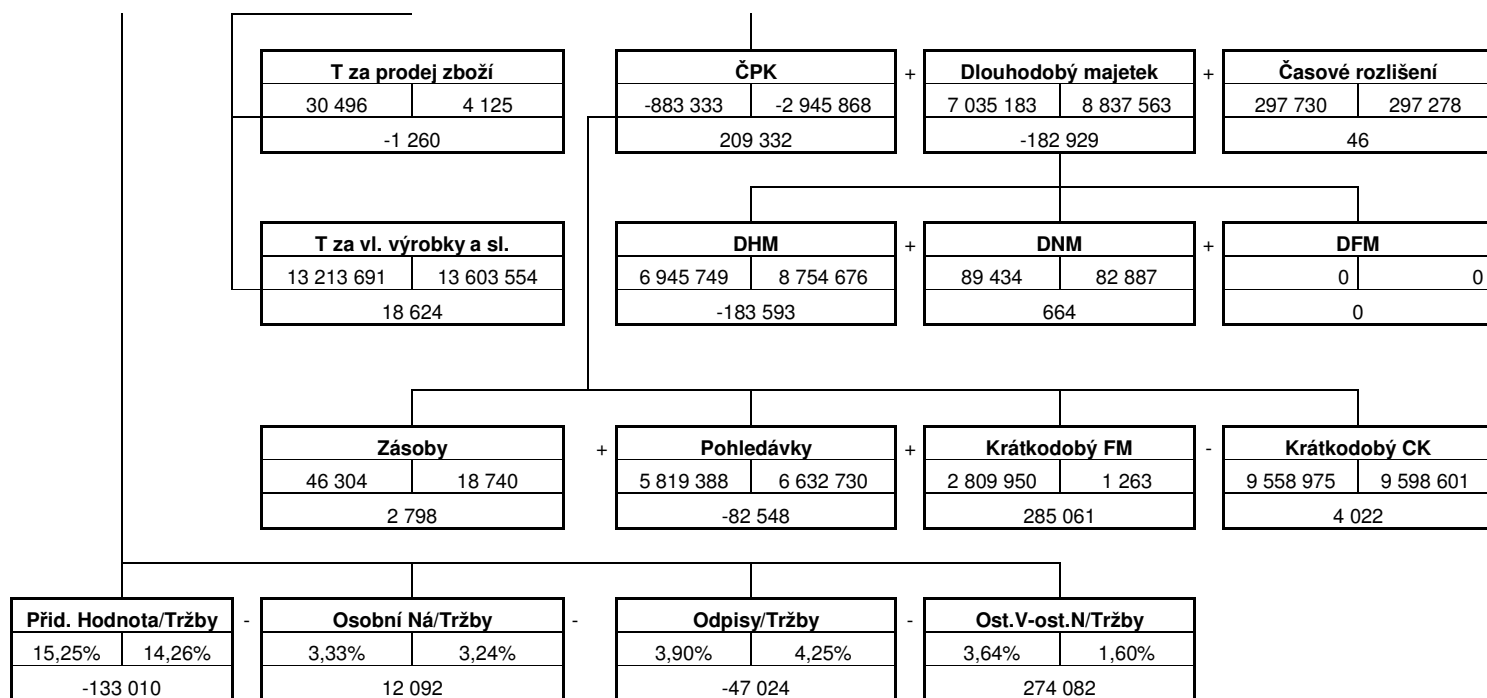 T za prodej zboží ČPK + Dlouhodobý majetek + Časové rozlišení
30 496 4 125 -883 333 -2 945 868 7 035 183 8 837 563 297 730 297 278
-1 260 209 332 -182 929 46
T za vl. výrobky a sl. DHM + DNM + DFM
13 213 691 13 603 554 6 945 749 8 754 676 89 434 82 887 0 0
18 624 -183 593 664 0
Zásoby + Pohledávky + Krátkodobý FM - Krátkodobý CK
46 304 18 740 5 819 388 6 632 730 2 809 950 1 263 9 558 975 9 598 601
2 798 -82 548 285 061 4 022
Přid. Hodnota/Tržby - Osobní Ná/Tržby - Odpisy/Tržby - Ost.V-ost.N/Tržby
15,25% 14,26% 3,33% 3,24% 3,90% 4,25% 3,64% 1,60%
-133 010 12 092 -47 024 274 082